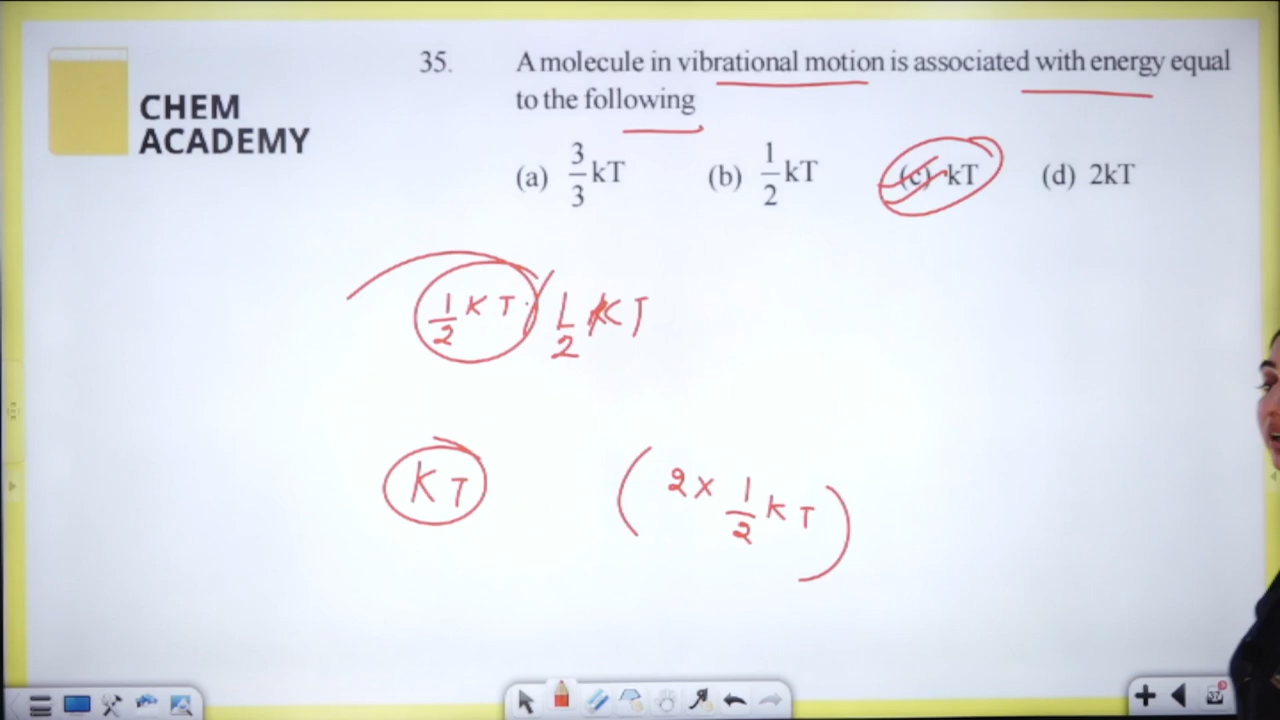 CHEM
ACADEMY
35. A molecule in vibrational motion is associated with energy equal
to the following
(a) 3/3 kT (b) 1/2 kT (c) kT (d) 2kT
1/2 KT 1/2 KT
KT (2 x 1/2 KT)